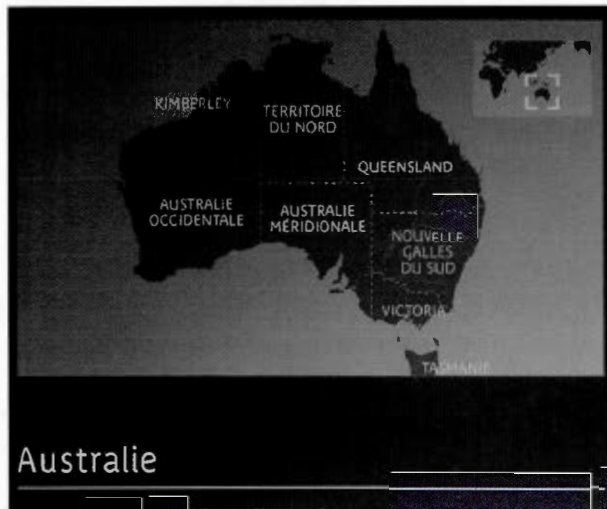 KIMBERLEY
TERRITOIRE
DU NORD
QUEENSLAND
AUSTRALIE
OCCIDENTALE
AUSTRALIE
MÉRIDIONALE
NOUVELLE
GALLES
DU SUD
VICTORIA
TASMANIE
Australie